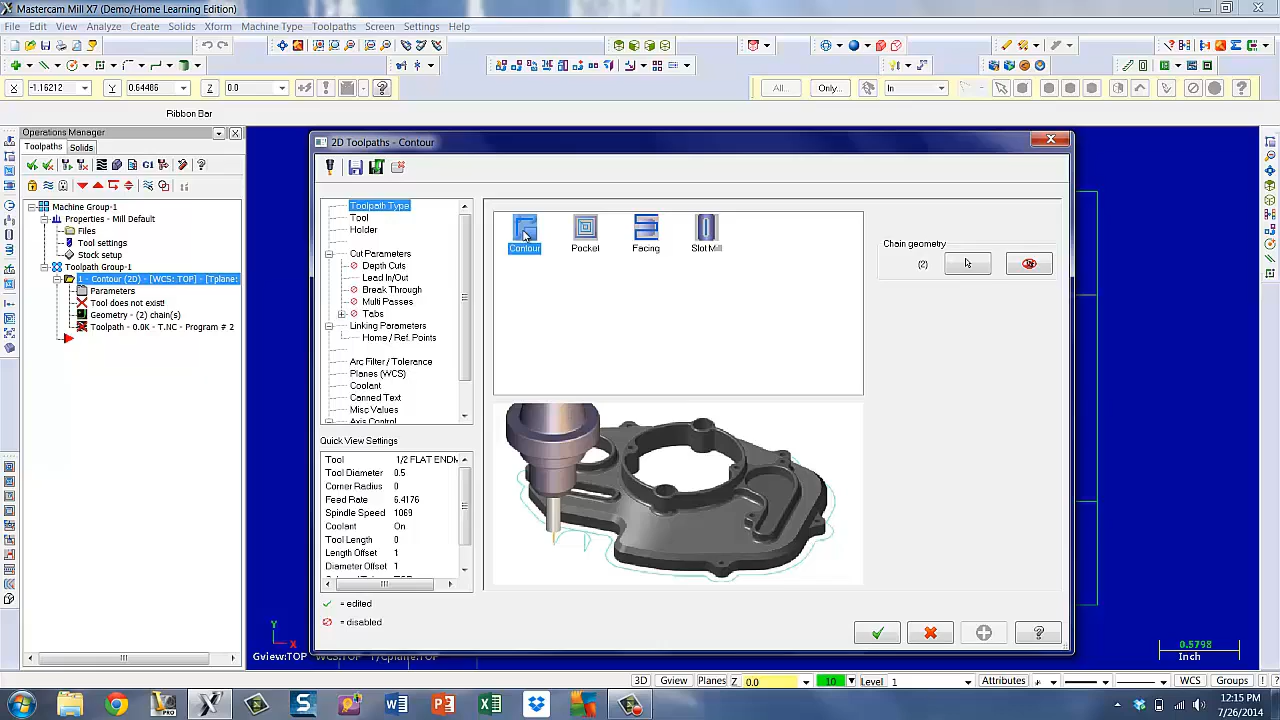 Mastercam Mill X7 (Demo/Home Learning Edition)
File Edit View Analyze Create Solids Xform Machine Type Toolpaths Screen Settings Help
X -1.16212 Y 0.64486 Z 0.0 All... Only... In
Ribbon Bar
Operations Manager
Toolpaths Solids
G1
Machine Group-1
Properties - Mill Default
Files
Tool settings
Stock setup
Toolpath Group-1
1 - Contour (2D) - [WCS: TOP] - [Tplane:
Parameters
Tool does not exist!
Geometry - (2) chain(s)
Toolpath - 0.0K - T.NC - Program # 2
2D Toolpaths - Contour
Toolpath Type
Tool
Holder
Cut Parameters
Depth Cuts
Lead In/Out
Break Through
Multi Passes
Tabs
Linking Parameters
Home / Ref. Points
Arc Filter / Tolerance
Planes (WCS)
Coolant
Canned Text
Misc Values
Axis Control
Contour Pocket Facing Slot Mill
Chain geometry
(2)
Quick View Settings
Tool 1/2 FLAT ENDM
Tool Diameter 0.5
Corner Radius 0
Feed Rate 6.4176
Spindle Speed 1069
Coolant On
Tool Length 0
Length Offset 1
Diameter Offset 1
= edited
= disabled
Y
X
Gview:TOP WCS:TOP T/Cplane:TOP
0.5798
Inch
3D Gview Planes Z 0.0 10 Level 1 Attributes WCS Groups ?
12:15 PM
7/26/2014